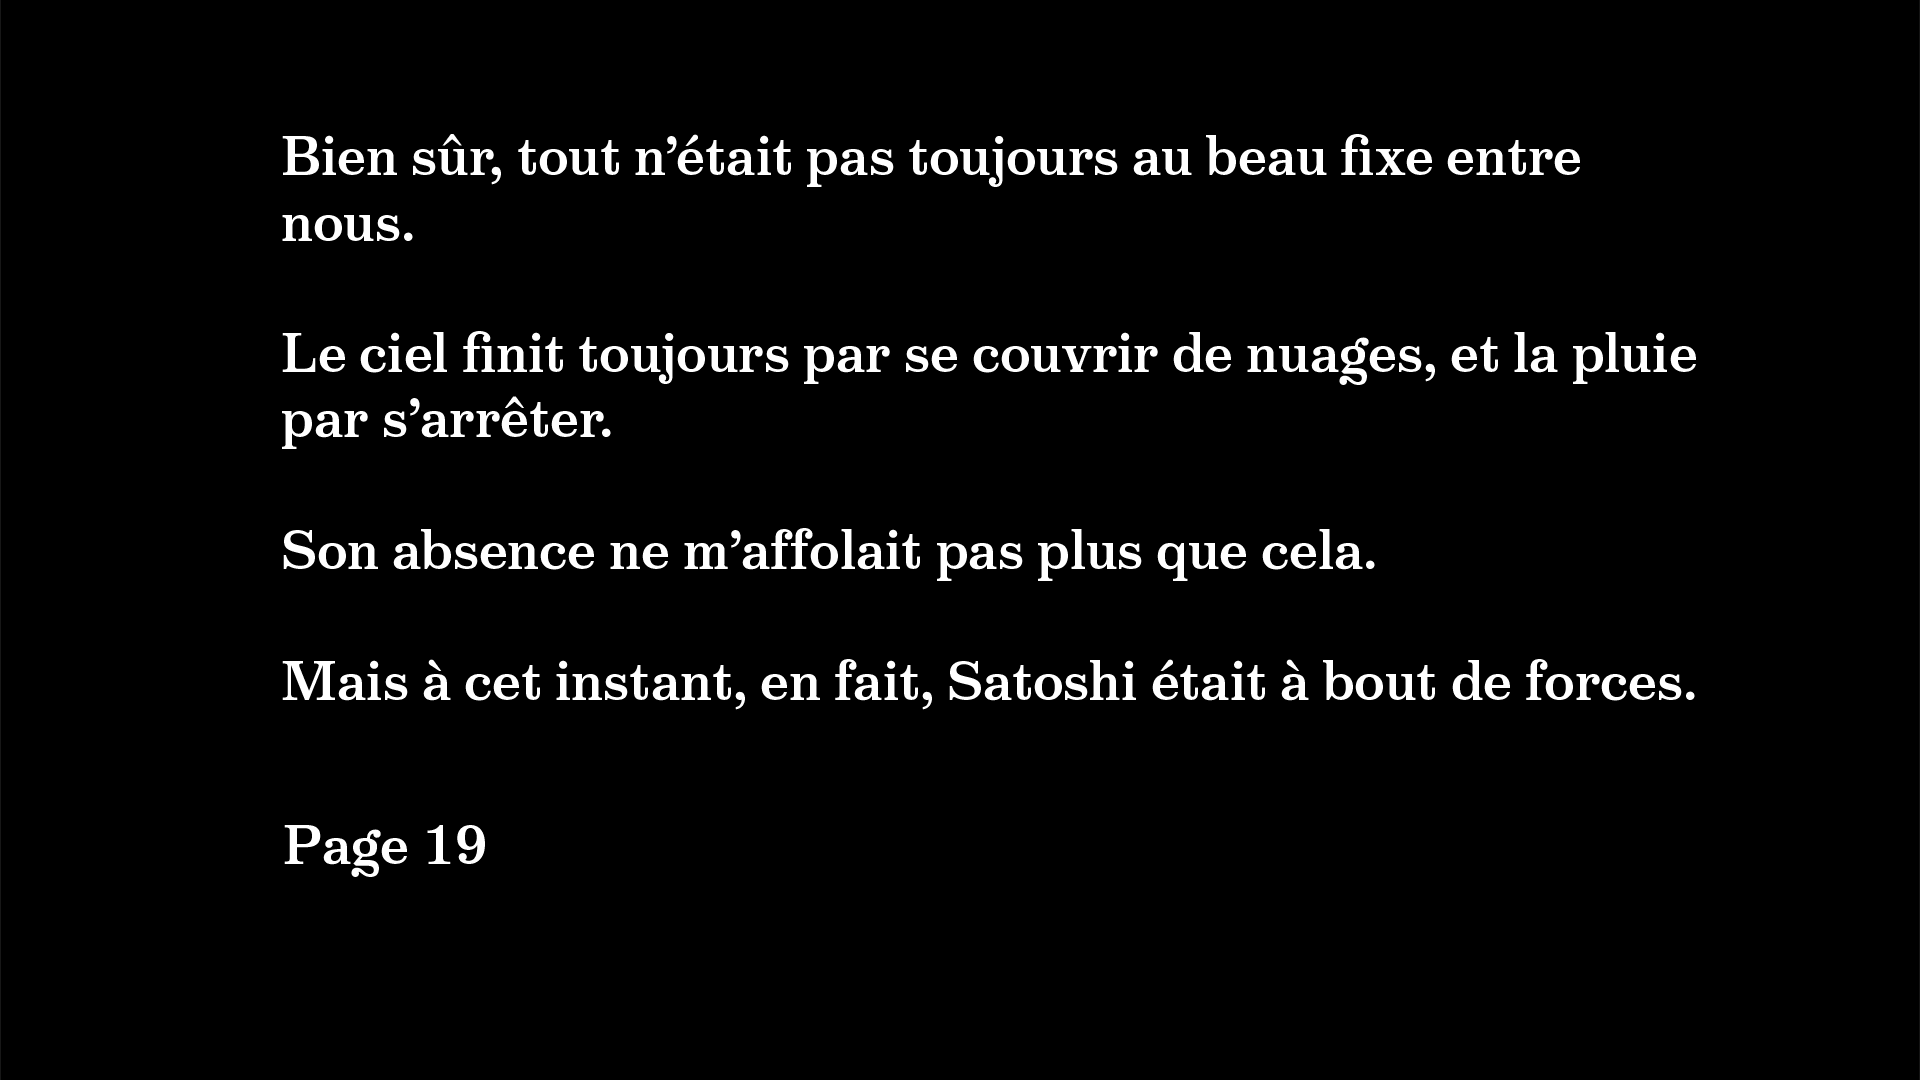 Bien sûr, tout n’était pas toujours au beau fixe entre
nous.
Le ciel finit toujours par se couvrir de nuages, et la pluie
par s’arrêter.
Son absence ne m’affolait pas plus que cela.
Mais à cet instant, en fait, Satoshi était à bout de forces.
Page 19